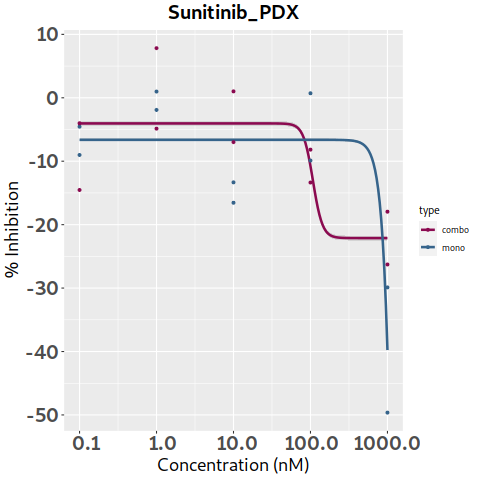 Sunitinib_PDX
10
0
-10
-20
-30
-40
-50
% Inhibition
0.1 1.0 10.0 100.0 1000.0
Concentration (nM)
type
combo
mono